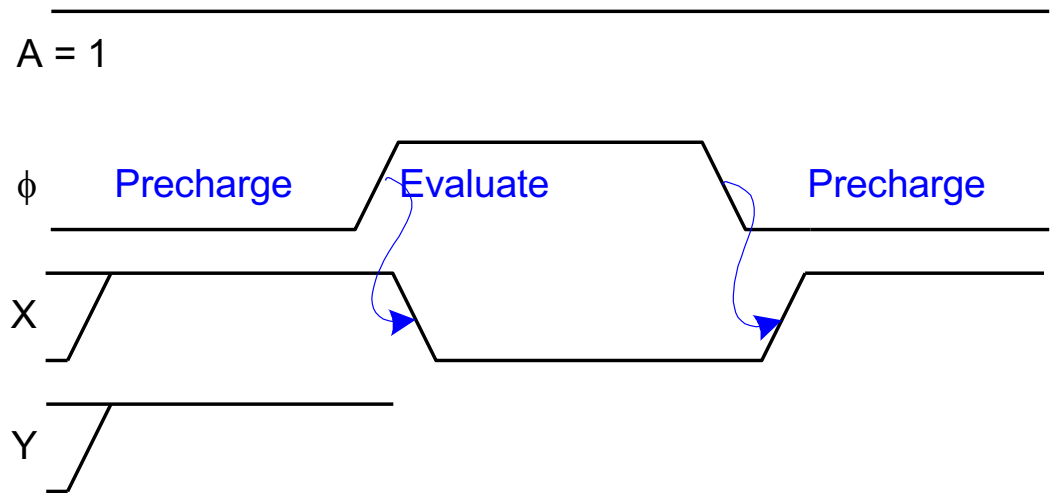 A = 1
ϕ Precharge Evaluate Precharge
X
Y